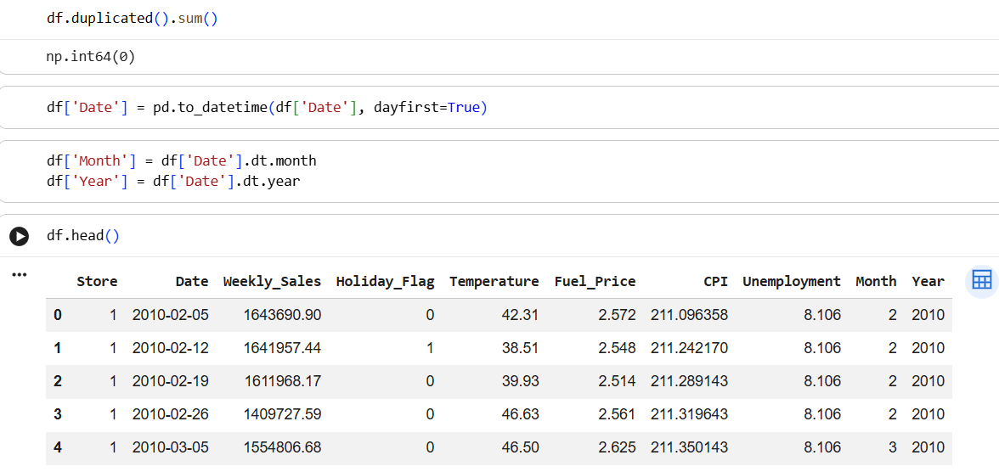 df.duplicated().sum()
np.int64(0)
df['Date'] = pd.to_datetime(df['Date'], dayfirst=True)
df['Month'] = df['Date'].dt.month
df['Year'] = df['Date'].dt.year
df.head()
Store Date Weekly_Sales Holiday_Flag Temperature Fuel_Price CPI Unemployment Month Year
0 1 2010-02-05 1643690.90 0 42.31 2.572 211.096358 8.106 2 2010
1 1 2010-02-12 1641957.44 1 38.51 2.548 211.242170 8.106 2 2010
2 1 2010-02-19 1611968.17 0 39.93 2.514 211.289143 8.106 2 2010
3 1 2010-02-26 1409727.59 0 46.63 2.561 211.319643 8.106 2 2010
4 1 2010-03-05 1554806.68 0 46.50 2.625 211.350143 8.106 3 2010